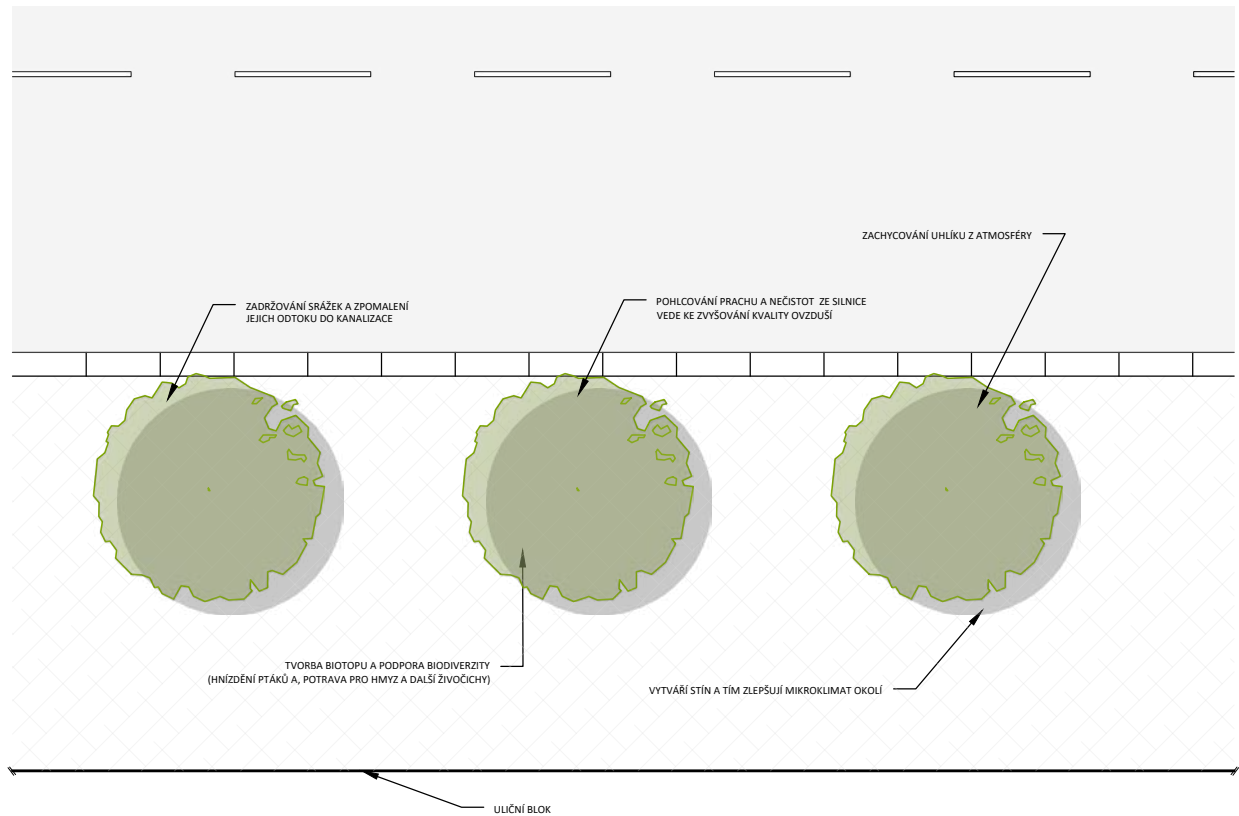 ZACHYCOVÁNÍ UHLÍKU Z ATMOSFÉRY
ZADRŽOVÁNÍ SRÁŽEK A ZPOMALENÍ
JEJICH ODTOKU DO KANALIZACE
POHLCOVÁNÍ PRACHU A NEČISTOT ZE SILNICE
VEDE KE ZVYŠOVÁNÍ KVALITY OVZDUŠÍ
TVORBA BIOTOPU A PODPORA BIODIVERZITY
(HNÍZDĚNÍ PTÁKŮ A, POTRAVA PRO HMYZ A DALŠÍ ŽIVOČICHY)
VYTVÁŘÍ STÍN A TÍM ZLEPŠUJÍ MIKROKLIMAT OKOLÍ
ULIČNÍ BLOK